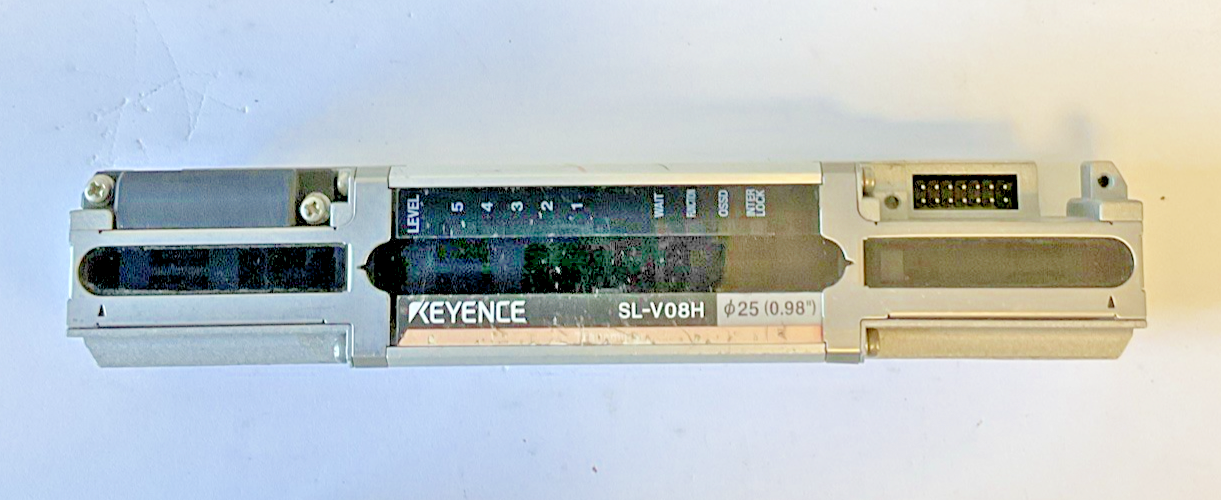 LEVEL 5 4 3 2 1 WAIT OSSD INTER LOCK
KEYENCE SL-V08H ϕ25 (0.98")